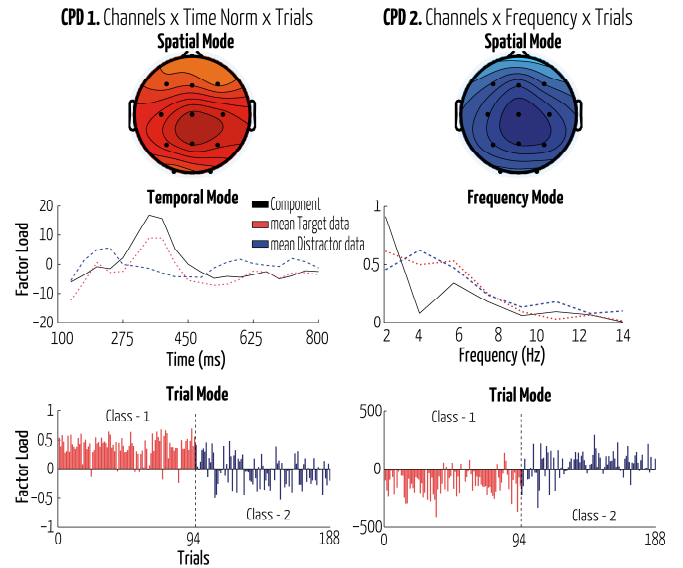 CPD 1. Channels x Time Norm x Trials
Spatial Mode
Temporal Mode
Component
mean Target data
mean Distractor data
Factor Load
20
10
0
−10
−20
100
275
450
625
800
Time (ms)
Trial Mode
Class - 1
Class - 2
Factor Load
1
0.5
0
−0.5
−1
0
94
188
Trials
CPD 2. Channels x Frequency x Trials
Spatial Mode
Frequency Mode
1
0.5
0
2
4
6
8
10
12
14
Frequency (Hz)
Trial Mode
Class - 1
Class - 2
500
0
−500
0
94
188